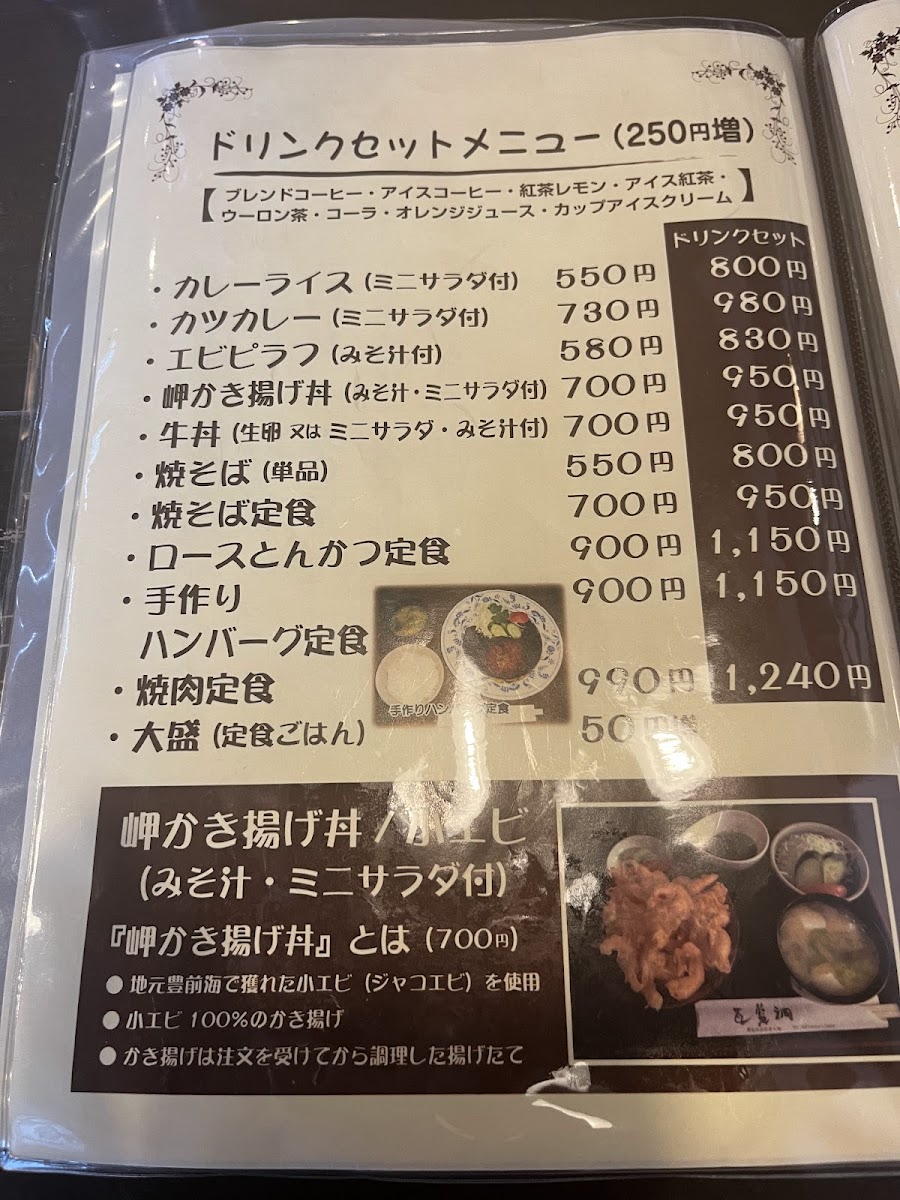 ドリンクセットメニュー(250円増)
【ブレンドコーヒー・アイスコーヒー・紅茶レモン・アイス紅茶・
ウーロン茶・コーラ・オレンジジュース・カップアイスクリーム】
ドリンクセット
・カレーライス(ミニサラダ付) 550円 800円
・カツカレー(ミニサラダ付) 730円 980円
・エビピラフ(みそ汁付) 580円 830円
・岬かき揚げ丼(みそ汁・ミニサラダ付) 700円 950円
・牛丼(生卵 又は ミニサラダ・みそ汁付) 700円 950円
・焼そば(単品) 550円 800円
・焼そば定食 700円 950円
・ロースとんかつ定食 900円 1,150円
・手作り 900円 1,150円
ハンバーグ定食
・焼肉定食 990円 1,240円
手作りハンバーグ定食
・大盛(定食ごはん) 50円増
岬かき揚げ丼/小エビ
(みそ汁・ミニサラダ付)
『岬かき揚げ丼』とは(700円)
●地元豊前海で獲れた小エビ(ジャコエビ)を使用
●小エビ100%のかき揚げ
●かき揚げは注文を受けてから調理した揚げたて